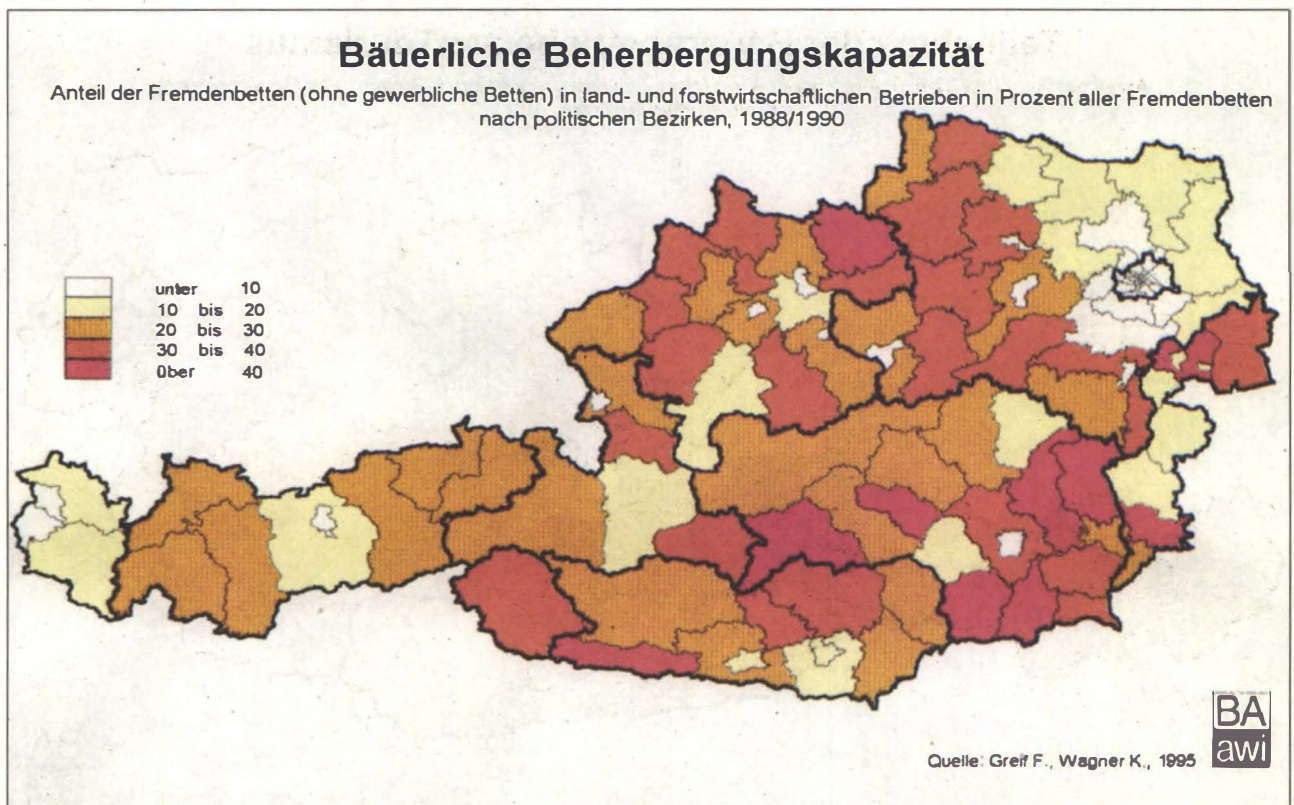 Bäuerliche Beherbergungskapazität
Anteil der Fremdenbetten (ohne gewerbliche Betten) in land- und forstwirtschaftlichen Betrieben in Prozent aller Fremdenbetten
nach politischen Bezirken, 1988/1990
unter 10
10 bis 20
20 bis 30
30 bis 40
über 40
Quelle: Greif F., Wagner K., 1995
BA
awi